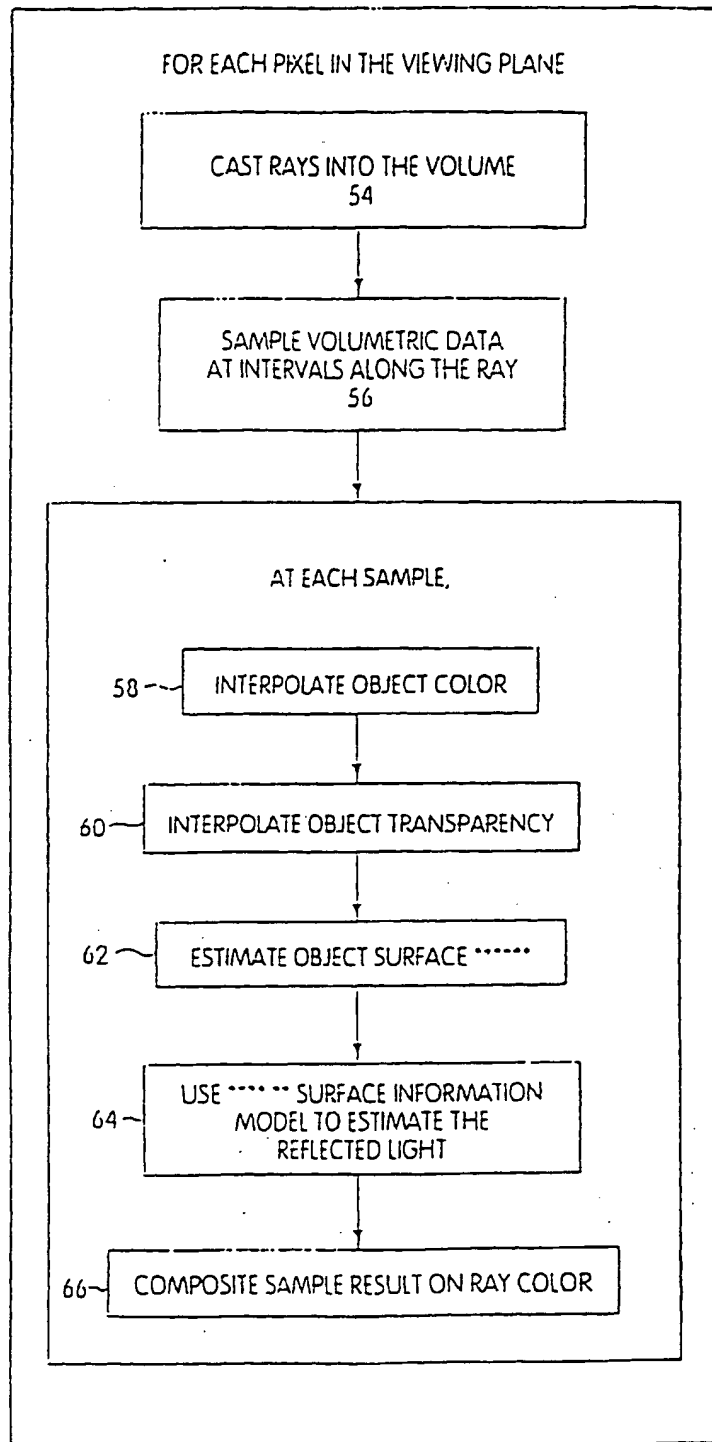 FOR EACH PIXEL IN THE VIEWING PLANE
CAST RAYS INTO THE VOLUME
54
SAMPLE VOLUMETRIC DATA
AT INTERVALS ALONG THE RAY
56
AT EACH SAMPLE,
58 INTERPOLATE OBJECT COLOR
60 INTERPOLATE OBJECT TRANSPARENCY
62 ESTIMATE OBJECT SURFACE ······
USE ······ SURFACE INFORMATION
64 MODEL TO ESTIMATE THE
REFLECTED LIGHT
66 COMPOSITE SAMPLE RESULT ON RAY COLOR